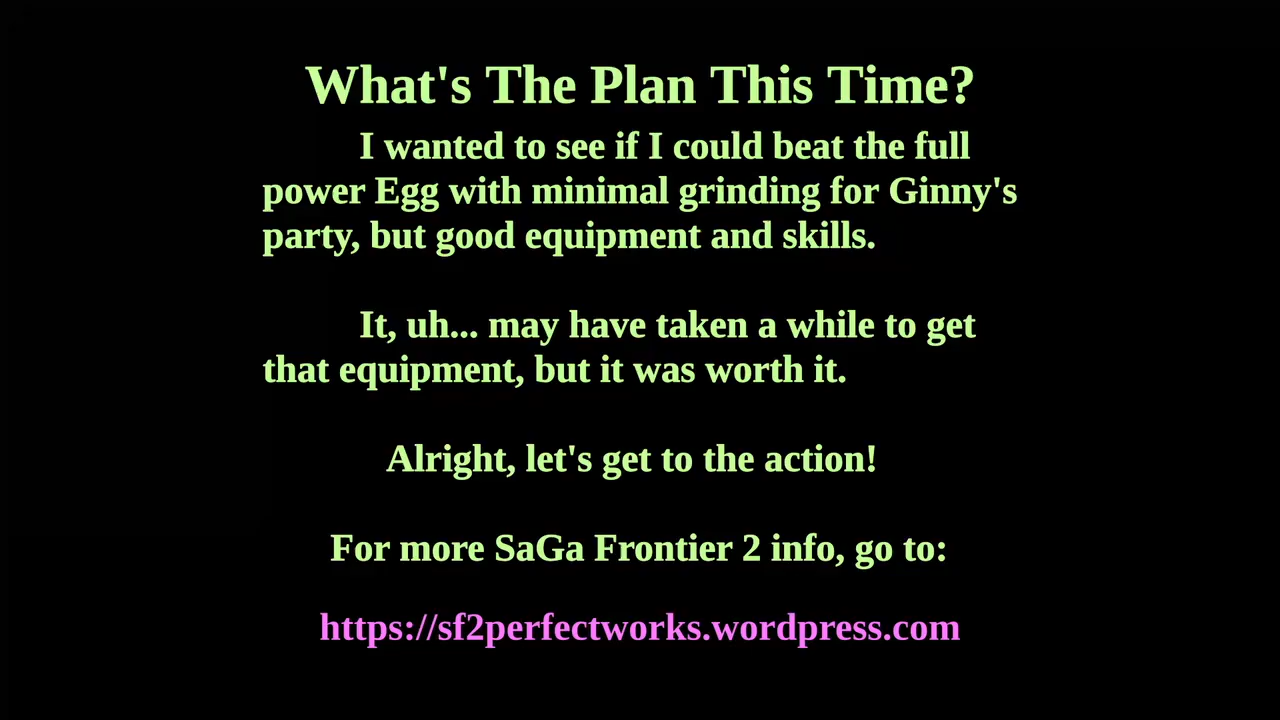 What's The Plan This Time?
I wanted to see if I could beat the full
power Egg with minimal grinding for Ginny's
party, but good equipment and skills.
It, uh... may have taken a while to get
that equipment, but it was worth it.
Alright, let's get to the action!
For more SaGa Frontier 2 info, go to:
https://sf2perfectworks.wordpress.com